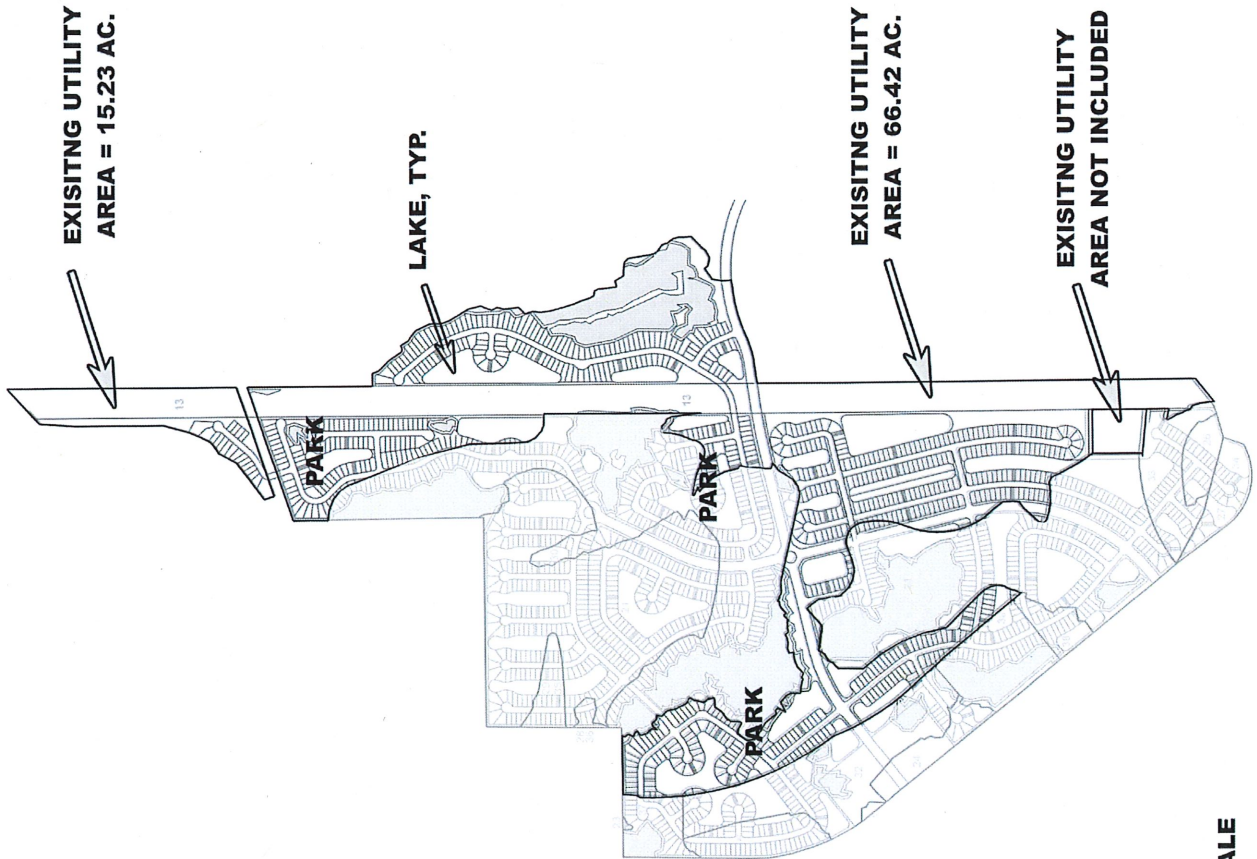 EXISITNG UTILITY
AREA = 15.23 AC.
LAKE, TYP.
13
PARK
13
PARK
EXISITNG UTILITY
AREA = 66.42 AC.
EXISITNG UTILITY
AREA NOT INCLUDED
PARK
ALE